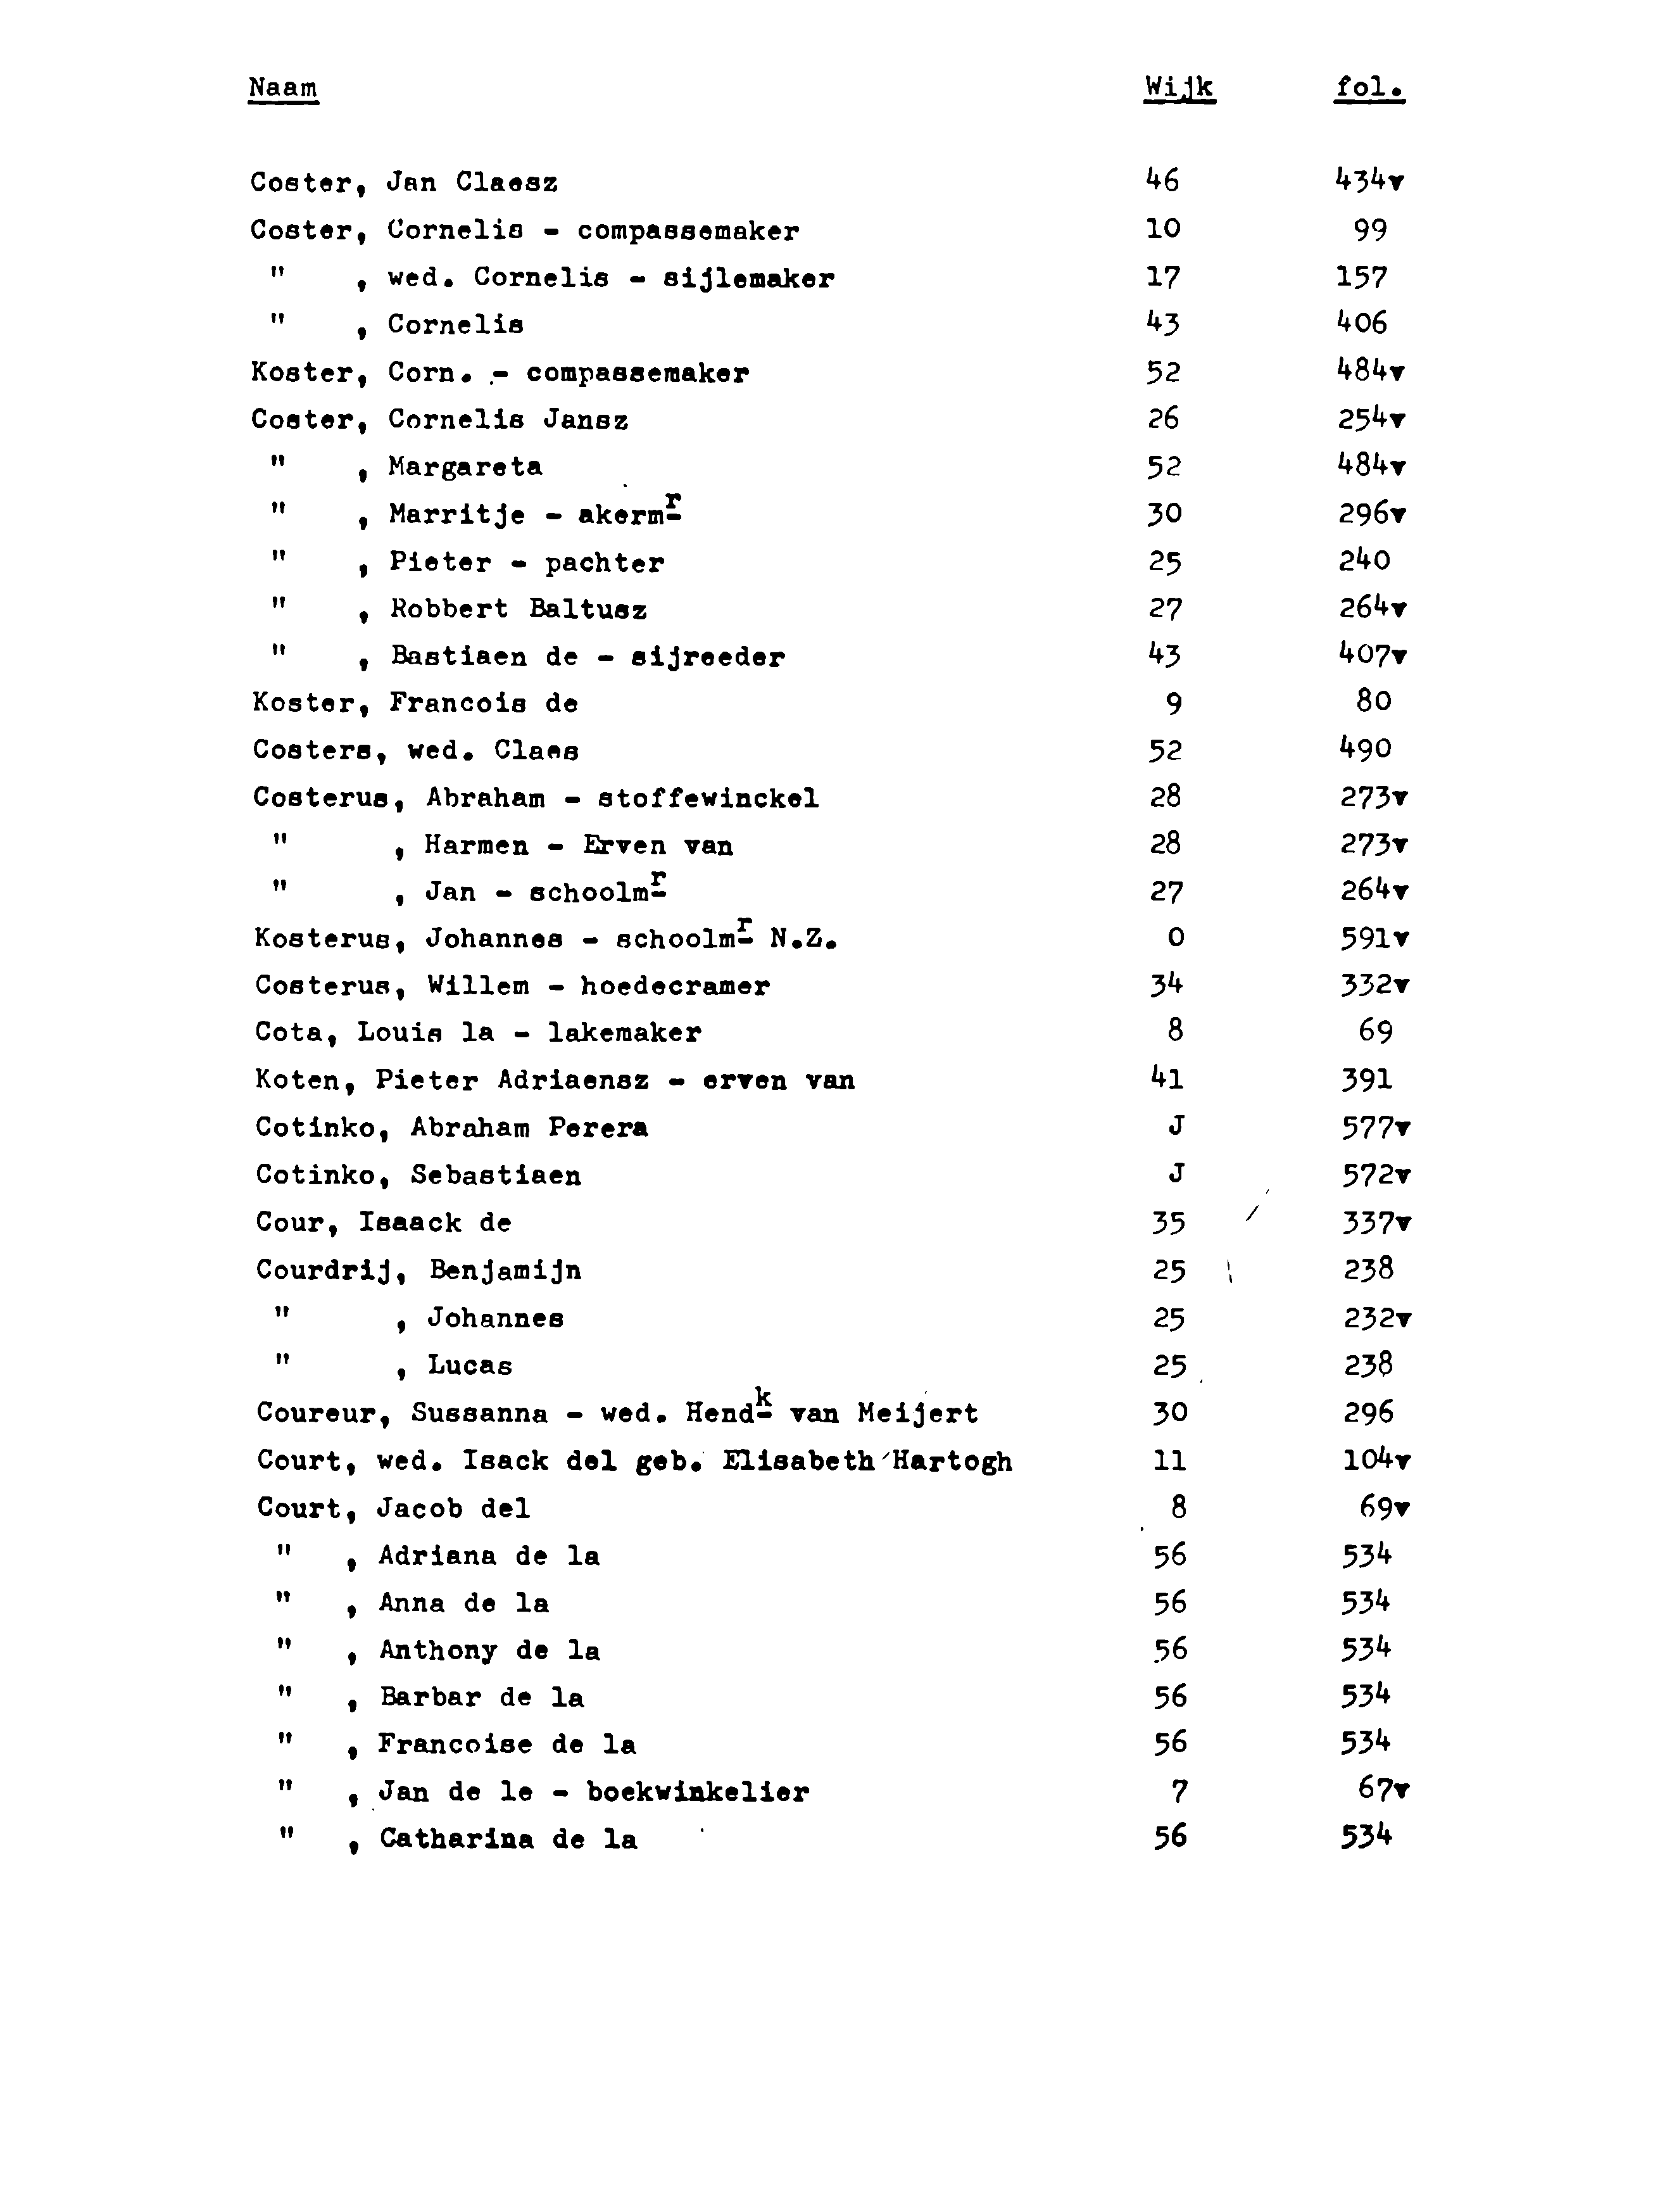 Naam Wijk fol.
Coster, Jan Claesz 46 434v
Coster, Cornelis - compassemaker 10 99
" , wed. Cornelis - sijlemaker 17 157
" , Cornelis 43 406
Koster, Corn. - compassemaker 52 484v
Coster, Cornelis Jansz 26 254v
" , Margareta 52 484v
" , Marritje - akermr 30 296v
" , Pieter - pachter 25 240
" , Robbert Baltusz 27 264v
" , Bastiaen de - sijreeder 43 407v
Koster, Francois de 9 80
Costers, wed. Claes 52 490
Costerus, Abraham - stoffewinckel 28 273v
" , Harmen - Erven van 28 273v
" , Jan - schoolmr 27 264v
Kosterus, Johannes - schoolmr N.Z. O 591v
Costerus, Willem - hoedecramer 34 332v
Cota, Louis la - lakemaker 8 69
Koten, Pieter Adriaensz - erven van 41 391
Cotinko, Abraham Perera J 577v
Cotinko, Sebastiaen J 572v
Cour, Isaack de 35 337v
Courdrij, Benjamijn 25 238
" , Johannes 25 232v
" , Lucas 25 238
Coureur, Sussanna - wed. Hendk van Meijert 30 296
Court, wed. Isack del geb. Elisabeth Hartogh 11 104v
Court, Jacob del 8 69v
" , Adriana de la 56 534
" , Anna de la 56 534
" , Anthony de la 56 534
" , Barbar de la 56 534
" , Francoise de la 56 534
" , Jan de le - boekwinkelier 7 67v
" , Catharina de la 56 534